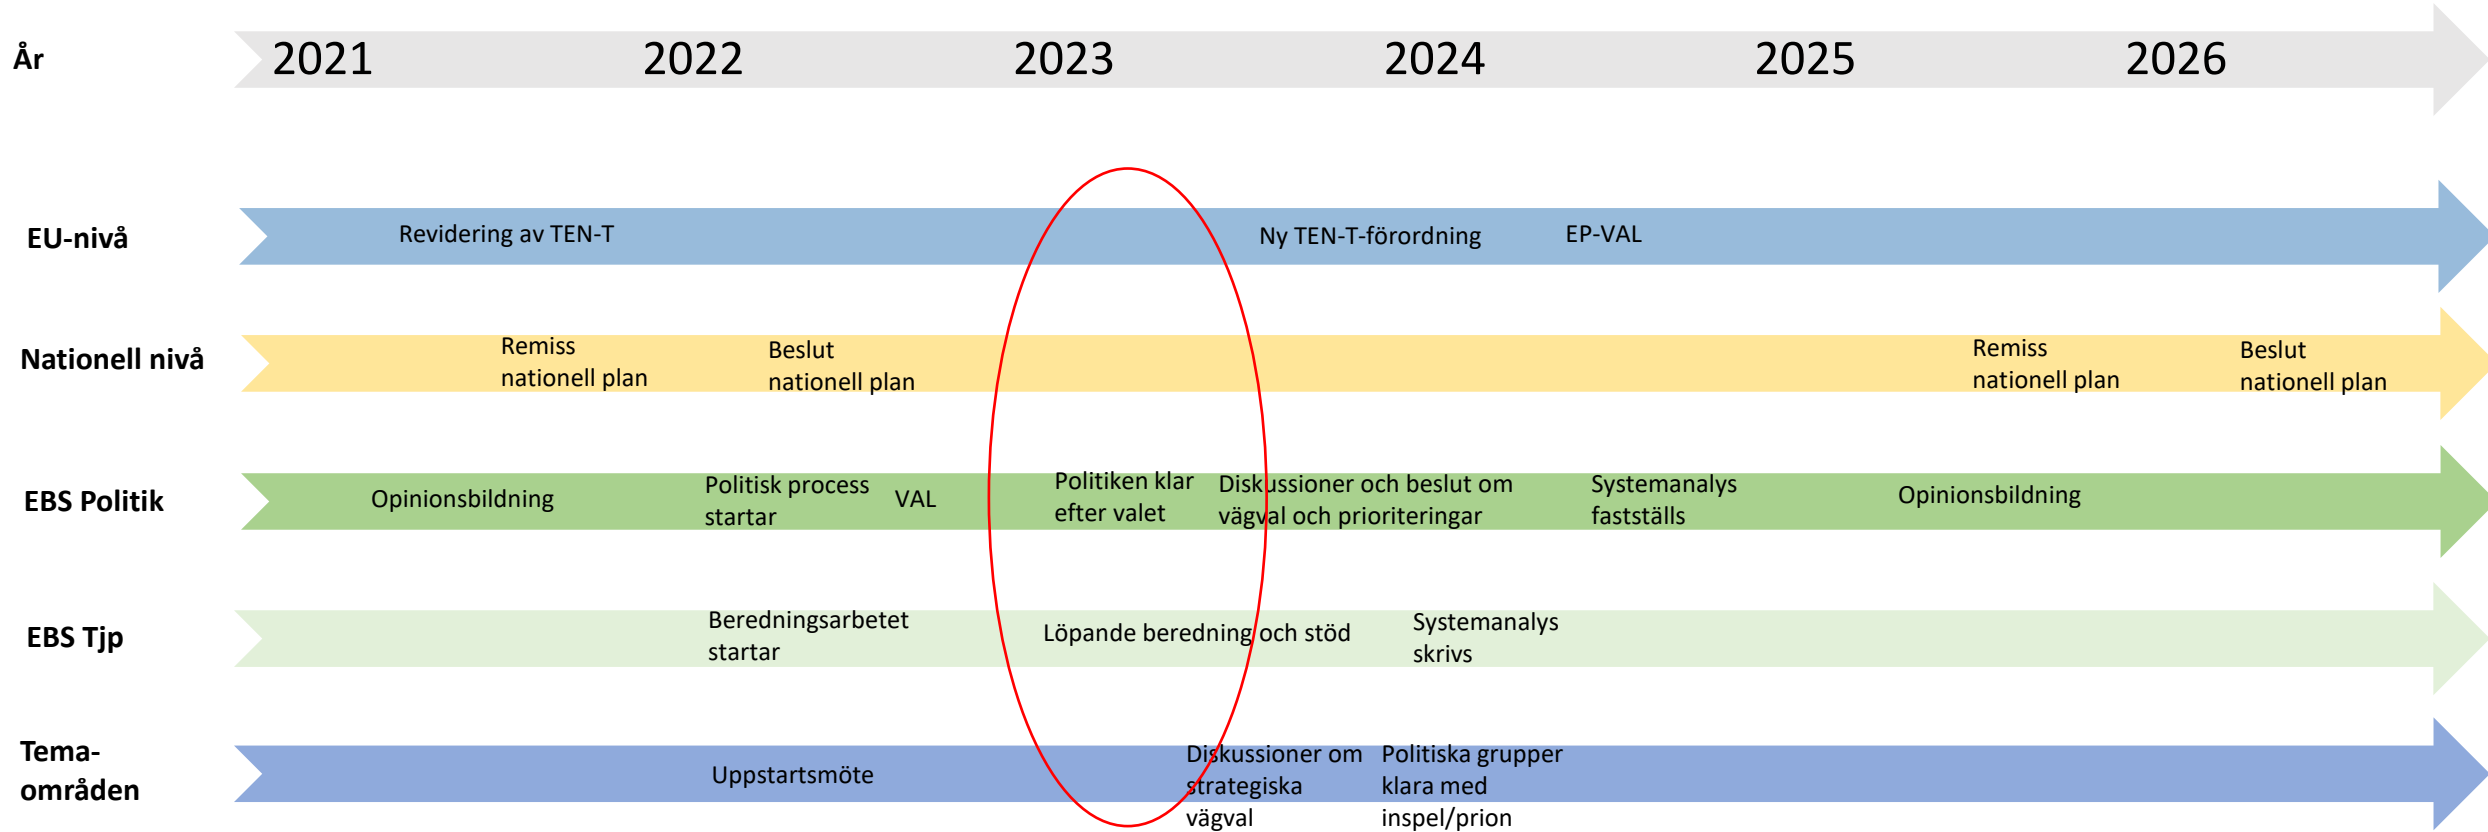 År
2021 2022 2023 2024 2025 2026
EU-nivå
Revidering av TEN-T
Ny TEN-T-förordning
EP-VAL
Nationell nivå
Remiss
nationell plan
Beslut
nationell plan
Remiss
nationell plan
Beslut
nationell plan
EBS Politik
Opinionsbildning
Politisk process
startar
VAL
Politiken klar
efter valet
Diskussioner och beslut om
vägval och prioriteringar
Systemanalys
fastställs
Opinionsbildning
EBS Tjp
Beredningsarbetet
startar
Löpande beredning och stöd
Systemanalys
skrivs
Tema-
områden
Uppstartsmöte
Diskussioner om
strategiska
vägval
Politiska grupper
klara med
inspel/prion